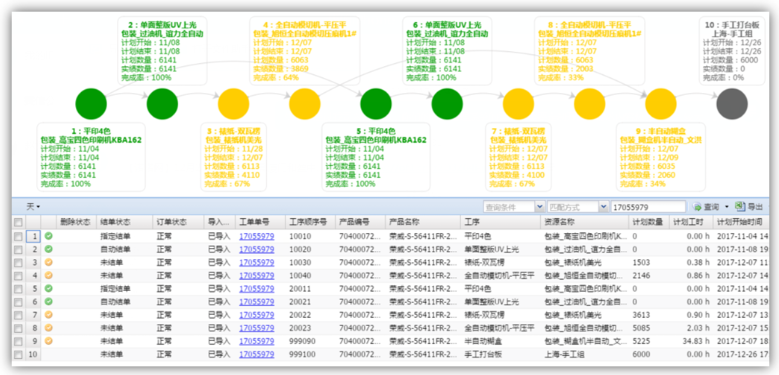 2：单面整版UV上光
包装_过油机_谊力全自动
计划开始：11/08
计划结束：11/08
计划数量：6141
实绩数量：6141
完成率：100%
4：全自动模切机-平压平
包装_旭恒全自动模切压痕机1#
计划开始：12/07
计划结束：12/07
计划数量：6063
实绩数量：3869
完成率：64%
6：单面整版UV上光
包装_过油机_谊力全自动
计划开始：11/08
计划结束：11/08
计划数量：6141
实绩数量：6141
完成率：100%
8：全自动模切机-平压平
包装_旭恒全自动模切压痕机1#
计划开始：12/07
计划结束：12/07
计划数量：6063
实绩数量：2003
完成率：33%
10：手工打台板
上海-手工组
计划开始：12/26
计划结束：12/26
计划数量：6000
实绩数量：0
完成率：0%
1：平印4色
包装_高宝四色印刷机KBA162
计划开始：11/04
计划结束：11/04
计划数量：6141
实绩数量：6141
完成率：100%
3：裱纸-双瓦楞
包装_裱纸机美光
计划开始：11/28
计划结束：12/07
计划数量：6113
实绩数量：4110
完成率：67%
5：平印4色
包装_高宝四色印刷机KBA162
计划开始：11/04
计划结束：11/04
计划数量：6141
实绩数量：6141
完成率：100%
7：裱纸-双瓦楞
包装_裱纸机美光
计划开始：12/07
计划结束：12/07
计划数量：6113
实绩数量：4100
完成率：67%
9：半自动糊盒
包装_糊盒机半自动_文洪
计划开始：12/07
计划结束：12/09
计划数量：6035
实绩数量：2060
完成率：34%
天 查询条件 匹配方式 17055979 查询 导出
删除状态 结单状态 订单状态 导入... 工单单号 工序顺序号 产品编号 产品名称 工序 资源名称 计划数量 计划工时 计划开始时间
1 指定结单 正常 已导入 17055979 10010 70400072... 荣威-S-56411FR-2... 平印4色 包装_高宝四色印刷机K... 0 0.00 h 2017-11-04 14
2 自动结单 正常 已导入 17055979 10020 70400072... 荣威-S-56411FR-2... 单面整版UV上光 包装_过油机_谊力全自... 0 0.00 h 2017-11-08 19
3 未结单 正常 已导入 17055979 10030 70400072... 荣威-S-56411FR-2... 裱纸-双瓦楞 包装_裱纸机美光 1503 0.38 h 2017-12-07 11
4 未结单 正常 已导入 17055979 10040 70400072... 荣威-S-56411FR-2... 全自动模切机-平压平 包装_旭恒全自动模切... 2146 0.86 h 2017-12-07 14
5 指定结单 正常 已导入 17055979 20011 70400072... 荣威-S-56411FR-2... 平印4色 包装_高宝四色印刷机K... 0 0.00 h 2017-11-04 14
6 自动结单 正常 已导入 17055979 20021 70400072... 荣威-S-56411FR-2... 单面整版UV上光 包装_过油机_谊力全自... 0 0.00 h 2017-11-08 19
7 未结单 正常 已导入 17055979 20022 70400072... 荣威-S-56411FR-2... 裱纸-双瓦楞 包装_裱纸机美光 3613 0.90 h 2017-12-07 13
8 未结单 正常 已导入 17055979 20023 70400072... 荣威-S-56411FR-2... 全自动模切机-平压平 包装_旭恒全自动模切... 5085 2.03 h 2017-12-07 15
9 未结单 正常 已导入 17055979 999090 70400072... 荣威-S-56411FR-2... 半自动糊盒 包装_糊盒机半自动_文... 5225 34.83 h 2017-12-07 18
10 未结单 正常 已导入 17055979 999100 70400072... 荣威-S-56411FR-2... 手工打台板 上海-手工组 6000 0.00 h 2017-12-26 17